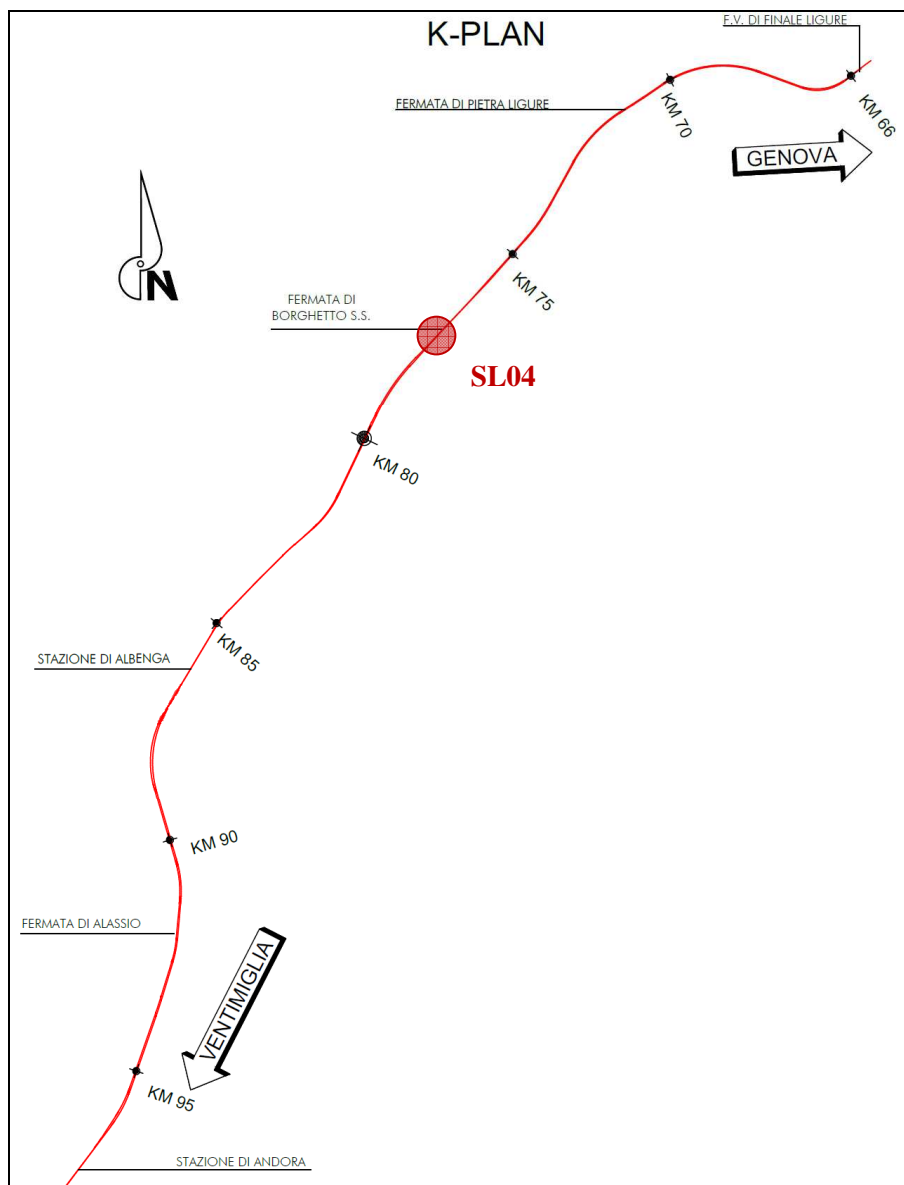 K-PLAN
F.V. DI FINALE LIGURE
FERMATA DI PIETRA LIGURE
KM 70
KM 66
GENOVA
N
KM 75
FERMATA DI
BORGHETTO S.S.
SL04
KM 80
KM 85
STAZIONE DI ALBENGA
KM 90
FERMATA DI ALASSIO
VENTIMIGLIA
KM 95
STAZIONE DI ANDORA